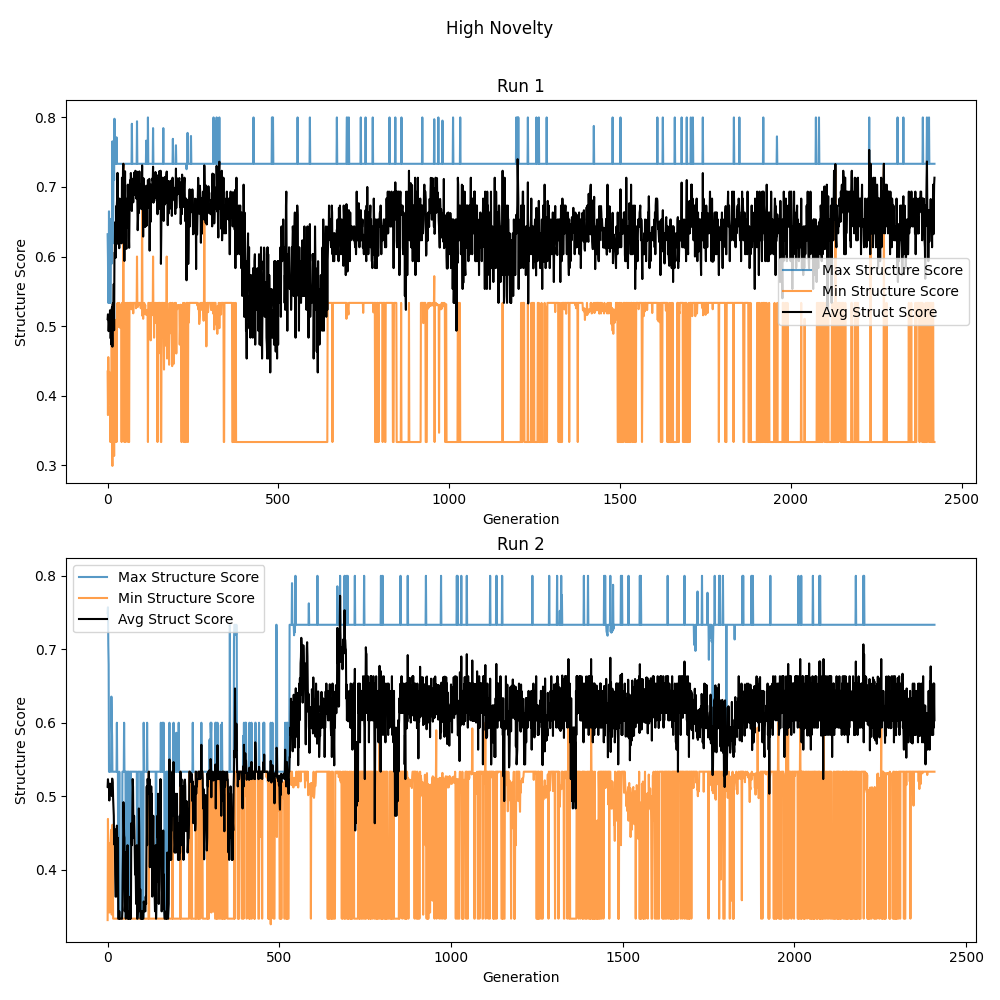 High Novelty
Run 1
Structure Score
0.8
0.7
0.6
0.5
0.4
0.3
Max Structure Score
Min Structure Score
Avg Struct Score
0
500
1000
1500
2000
2500
Generation
Run 2
Structure Score
0.8
0.7
0.6
0.5
0.4
Max Structure Score
Min Structure Score
Avg Struct Score
0
500
1000
1500
2000
2500
Generation